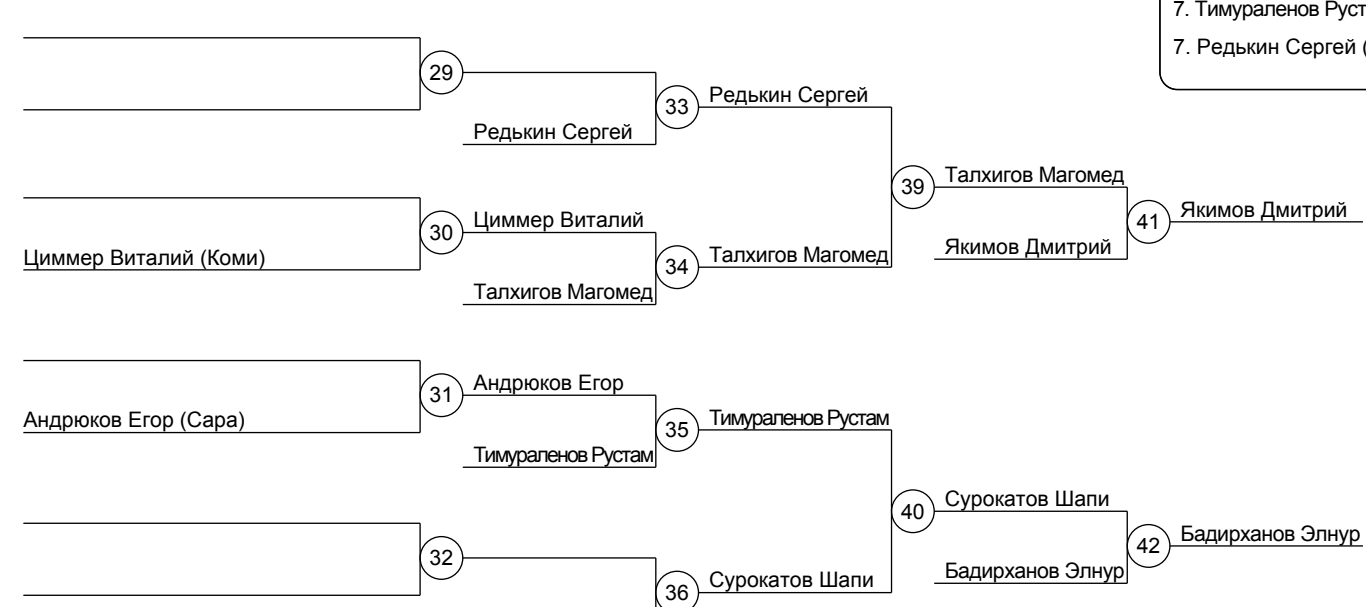 7. Тимураленов Руст
7. Редькин Сергей (
29
Редькин Сергей
33
Редькин Сергей
Циммер Виталий (Коми)
30
Циммер Виталий
Талхигов Магомед
34
Талхигов Магомед
39
Талхигов Магомед
Якимов Дмитрий
41
Якимов Дмитрий
Андрюков Егор (Сара)
31
Андрюков Егор
Тимураленов Рустам
35
Тимураленов Рустам
32
36
Сурокатов Шапи
40
Сурокатов Шапи
Бадирханов Элнур
42
Бадирханов Элнур